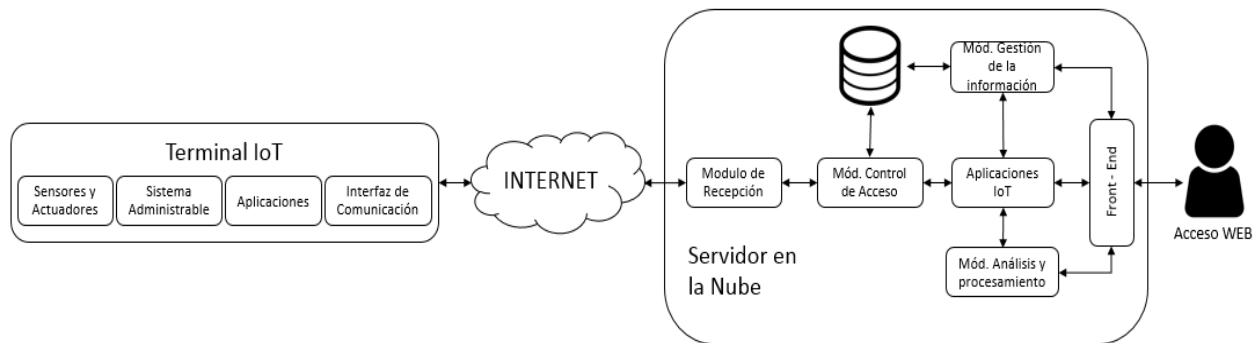 Terminal IoT
Sensores y
Actuadores
Sistema
Administrable
Aplicaciones
Interfaz de
Comunicación
INTERNET
Servidor en
la Nube
Modulo de
Recepción
Mód. Control
de Acceso
Mód. Gestión
de la
información
Aplicaciones
IoT
Mód. Análisis y
procesamiento
Front - End
Acceso WEB